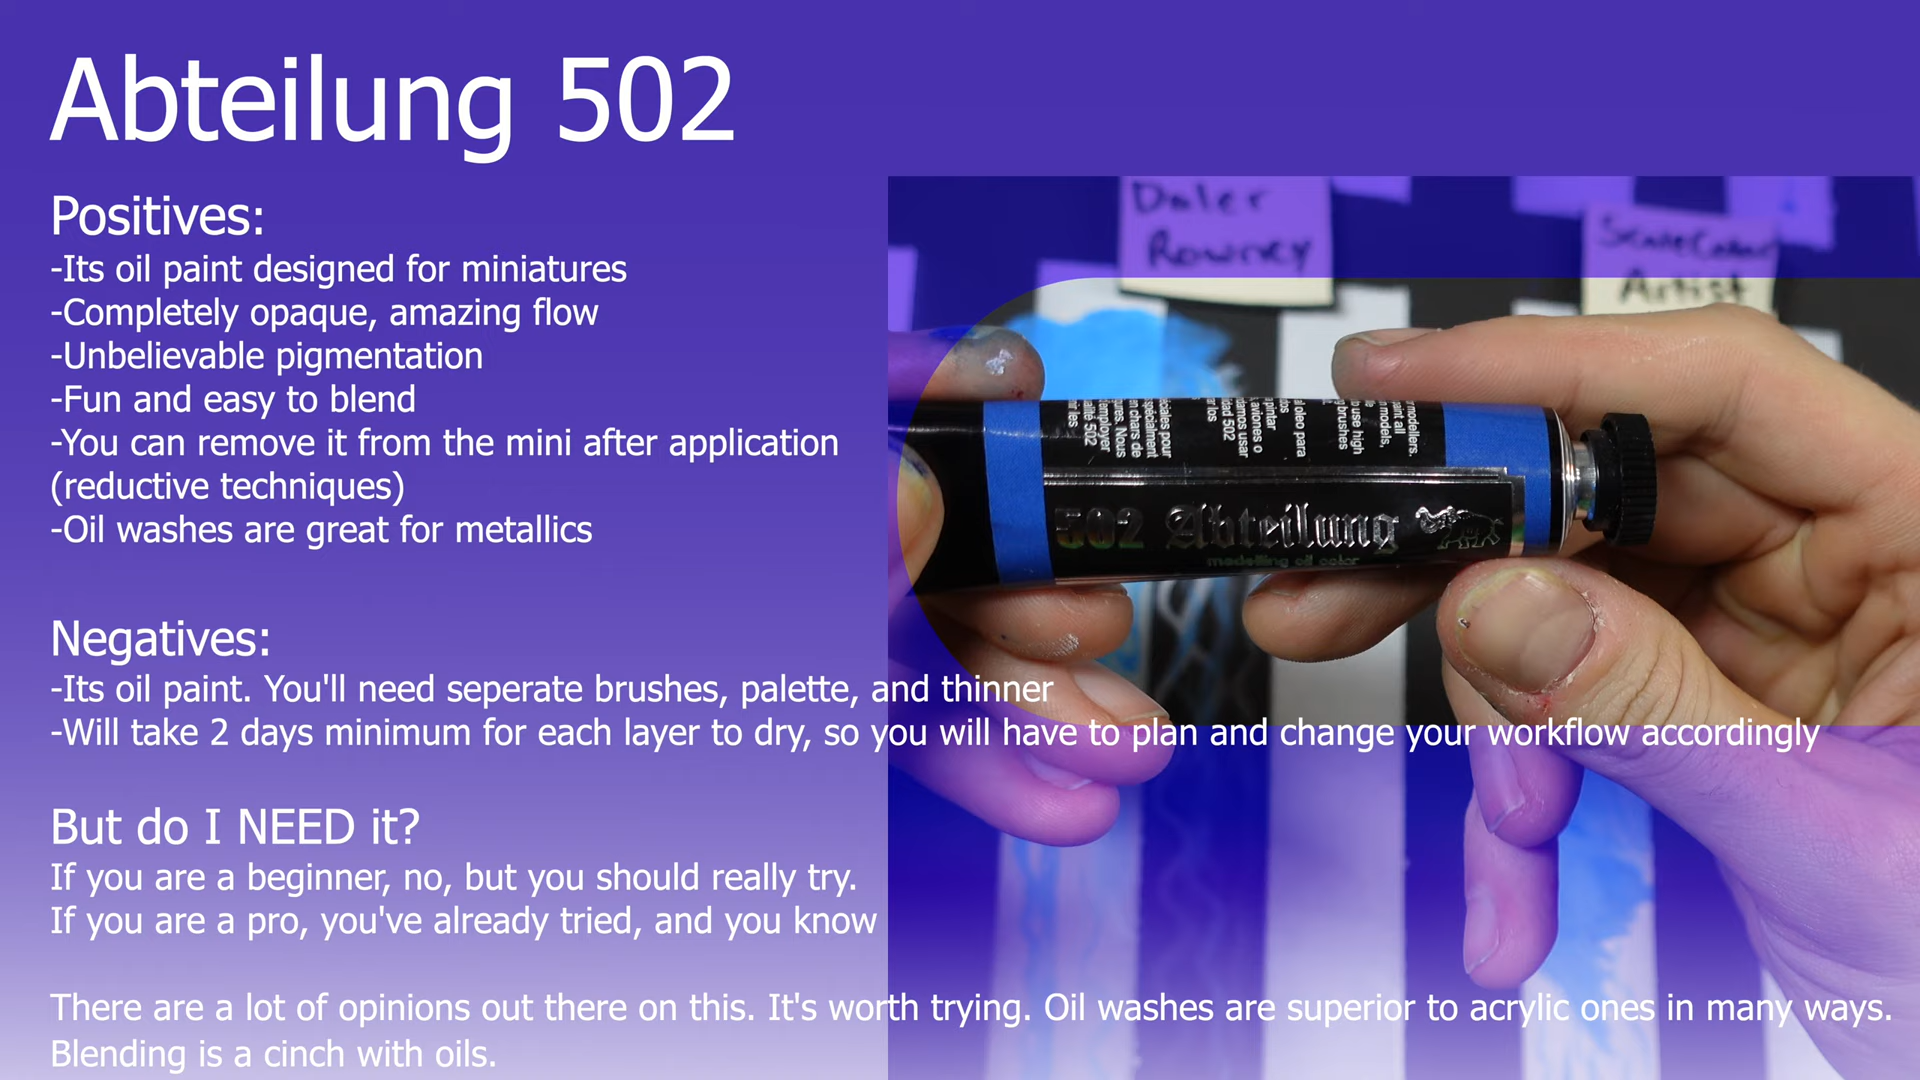 Abteilung 502
Positives:
-Its oil paint designed for miniatures
-Completely opaque, amazing flow
-Unbelievable pigmentation
-Fun and easy to blend
-You can remove it from the mini after application
(reductive techniques)
-Oil washes are great for metallics
Negatives:
-Its oil paint. You'll need seperate brushes, palette, and thinner
-Will take 2 days minimum for each layer to dry, so you will have to plan and change your workflow accordingly
But do I NEED it?
If you are a beginner, no, but you should really try.
If you are a pro, you've already tried, and you know
There are a lot of opinions out there on this. It's worth trying. Oil washes are superior to acrylic ones in many ways.
Blending is a cinch with oils.
Daler
Rowney
ScaleColor
Artist
502 Abteilung
modelling oil color